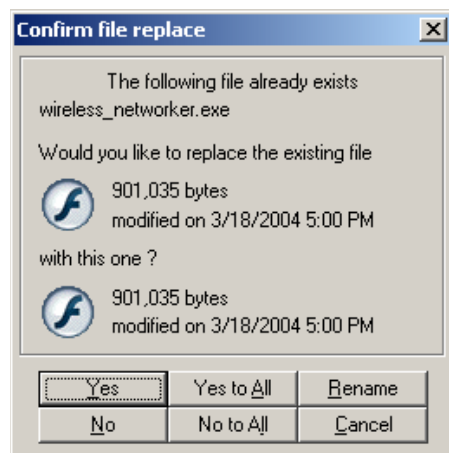 Confirm file replace
The following file already exists
wireless_networker.exe
Would you like to replace the existing file
901,035 bytes
modified on 3/18/2004 5:00 PM
with this one ?
901,035 bytes
modified on 3/18/2004 5:00 PM
Yes Yes to All Rename
No No to All Cancel